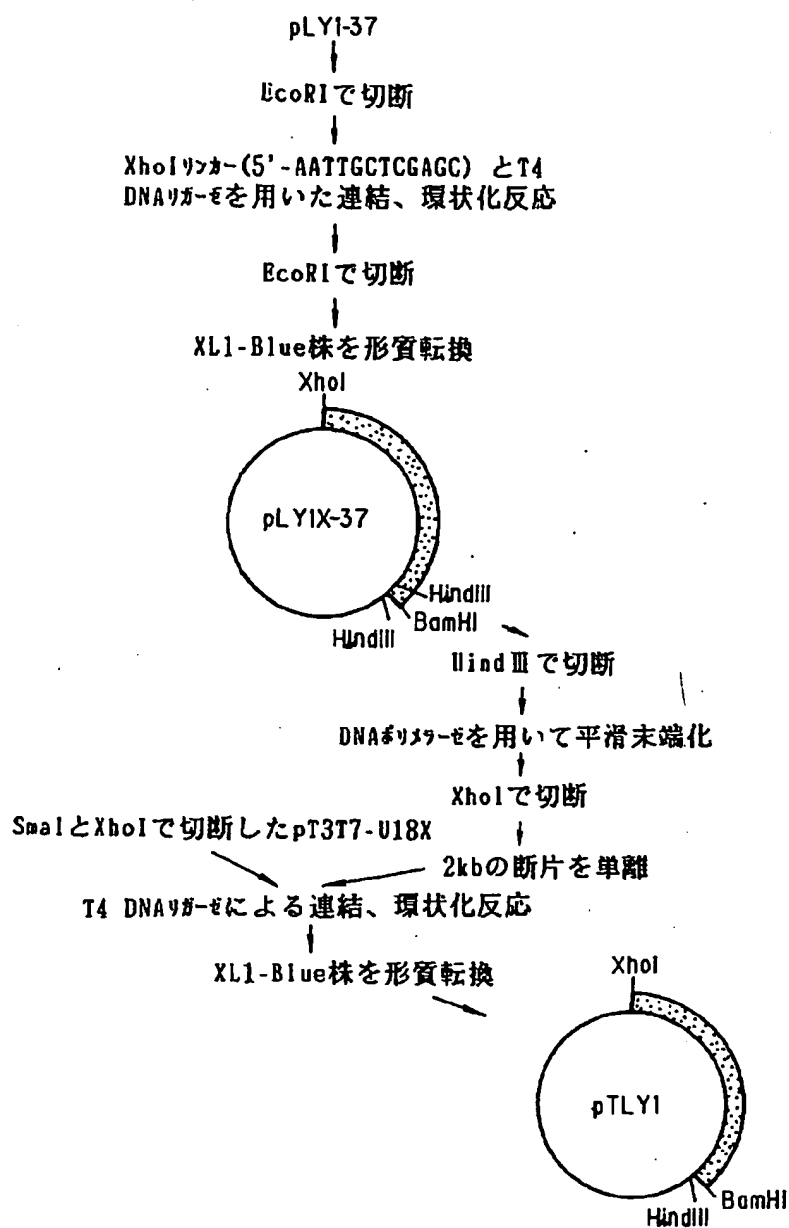 pLY1-37
EcoRIで切断
XhoIリンカー(5'-AATTGCTCGAGC) とT4
DNAリガーゼを用いた連結、環状化反応
EcoRIで切断
XL1-Blue株を形質転換
XhoI
pLY1X-37
HindIII
BamHI
HindIII
HindⅢで切断
DNAポリメラーゼを用いて平滑末端化
XhoIで切断
SmaIとXhoIで切断したpT3T7-U18X
2kbの断片を単離
T4 DNAリガーゼによる連結、環状化反応
XL1-Blue株を形質転換
XhoI
pTLY1
BamHI
HindIII